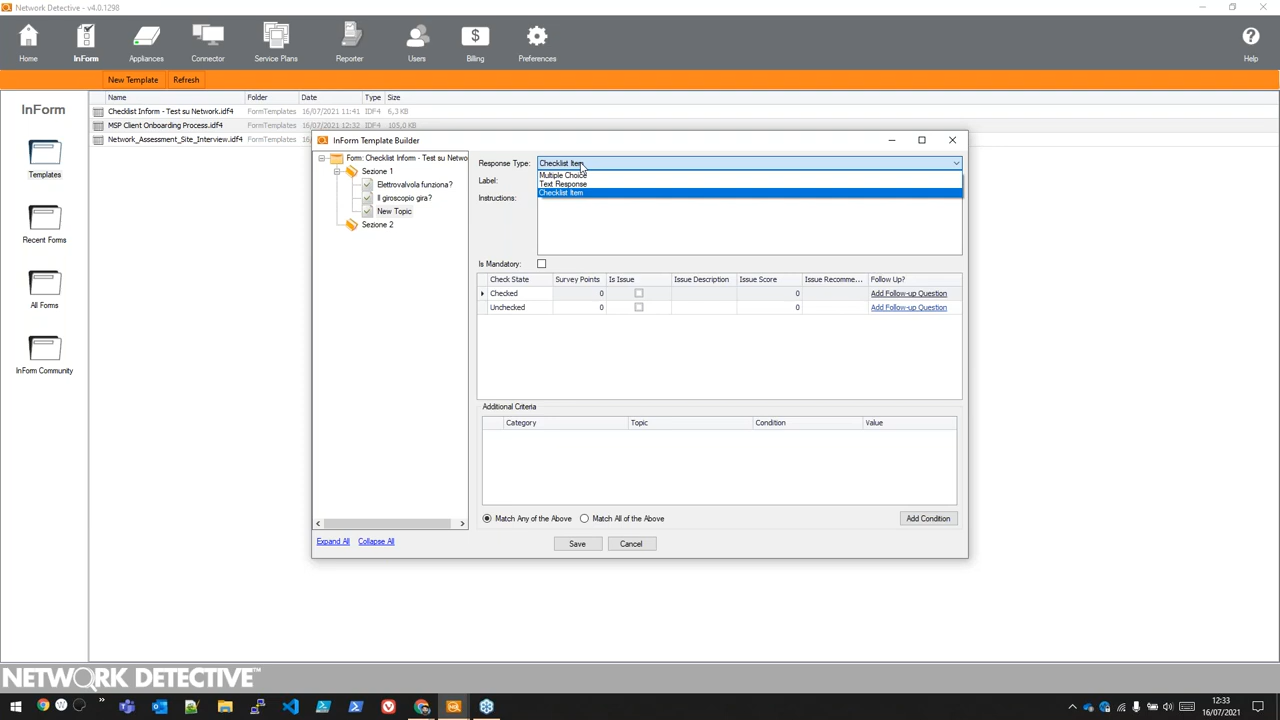 Network Detective - v4.0.1298
Home
InForm
Appliances
Connector
Service Plans
Reporter
Users
$
Billing
Preferences
?
Help
New Template
Refresh
InForm
Templates
Recent Forms
All Forms
InForm Community
Name Folder Date Type Size
Checklist Inform - Test su Network.idf4 FormTemplates 16/07/2021 11:41 IDF4 6,3 KB
MSP Client Onboarding Process.idf4 FormTemplates 16/07/2021 12:32 IDF4 105,0 KB
Network_Assessment_Site_Interview.idf4 FormTemplates 16/07/2021
InForm Template Builder
Form: Checklist Inform - Test su Netwo
Sezione 1
Elettrovalvola funziona?
Il giroscopio gira?
New Topic
Sezione 2
Expand All Collapse All
Response Type: Checklist Item
Multiple Choice
Text Response
Checklist Item
Label:
Instructions:
Is Mandatory:
Check State Survey Points Is Issue Issue Description Issue Score Issue Recomme... Follow Up?
Checked 0 0 Add Follow-up Question
Unchecked 0 0 Add Follow-up Question
Additional Criteria
Category Topic Condition Value
Match Any of the Above Match All of the Above Add Condition
Save Cancel
NETWORK DETECTIVE™
12:33
16/07/2021